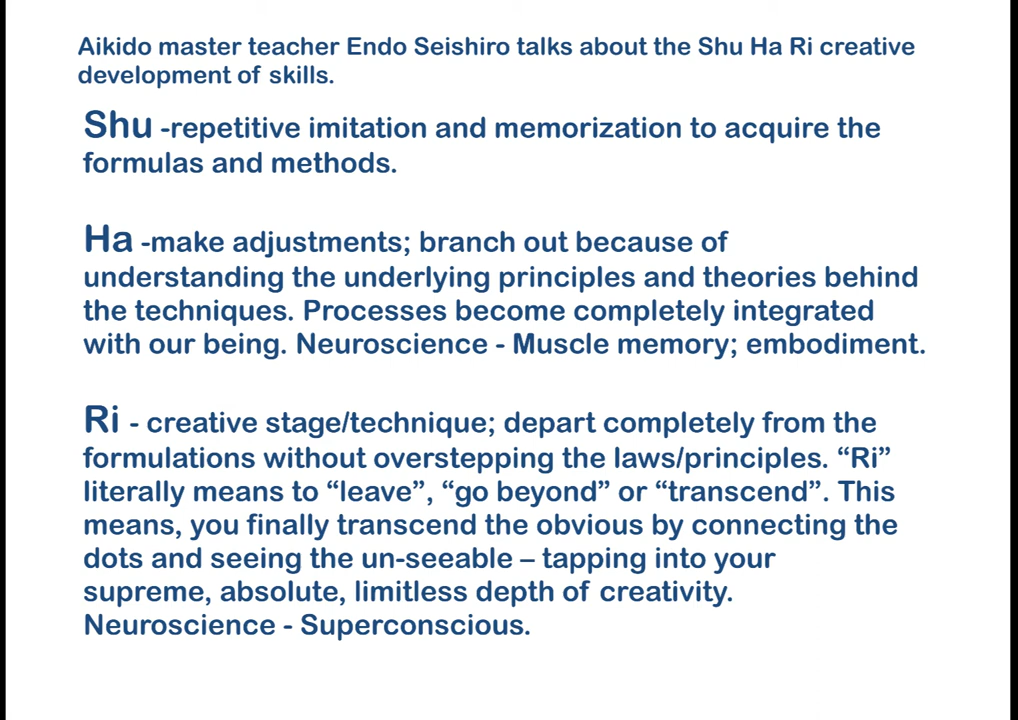 Aikido master teacher Endo Seishiro talks about the Shu Ha Ri creative
development of skills.
Shu -repetitive imitation and memorization to acquire the
formulas and methods.
Ha -make adjustments; branch out because of
understanding the underlying principles and theories behind
the techniques. Processes become completely integrated
with our being. Neuroscience - Muscle memory; embodiment.
Ri - creative stage/technique; depart completely from the
formulations without overstepping the laws/principles. “Ri”
literally means to “leave”, “go beyond” or “transcend”. This
means, you finally transcend the obvious by connecting the
dots and seeing the un-seeable – tapping into your
supreme, absolute, limitless depth of creativity.
Neuroscience - Superconscious.